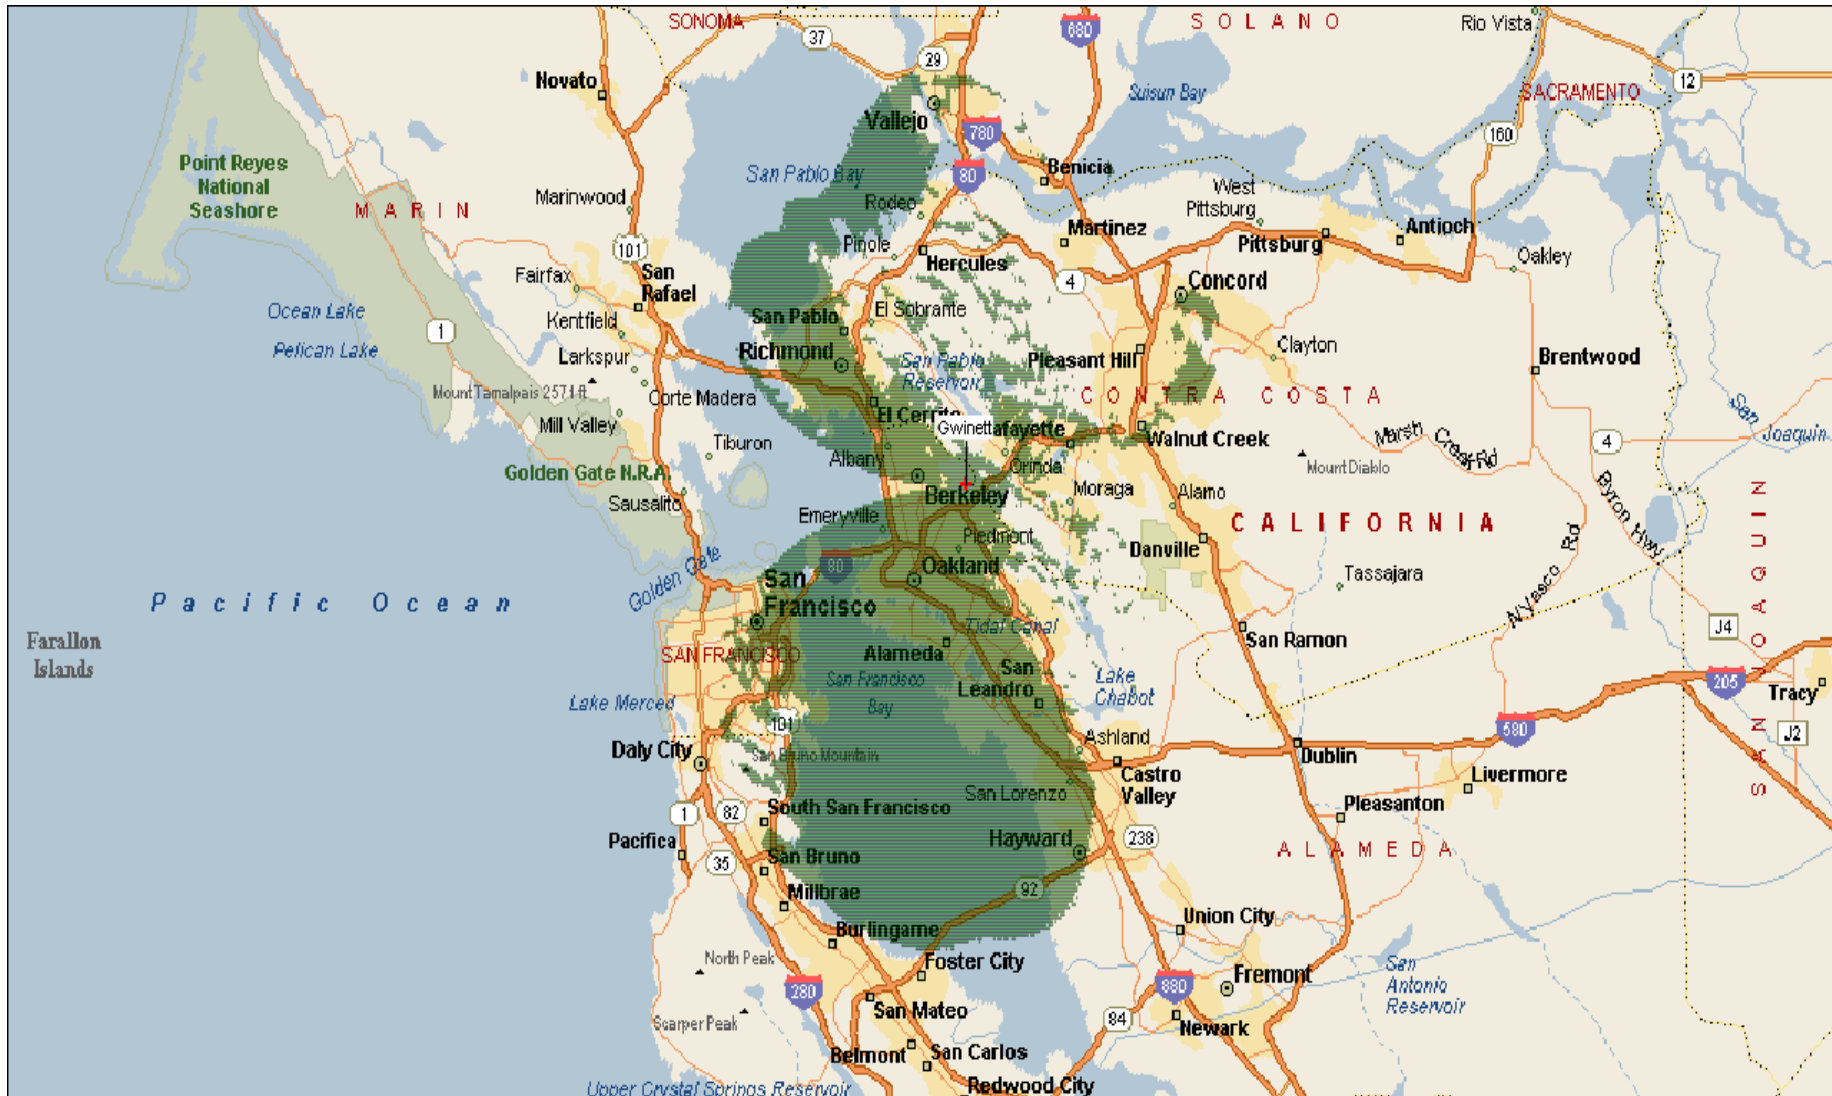 SONOMA
SOLANO
Rio Vista
37
680
29
12
Novato
Suisun Bay
SACRAMENTO
Vallejo
780
160
Point Reyes
National
Seashore
San Pablo Bay
80
Benicia
MARIN
Marinwood
Rodeo
West
Pittsburg
Martinez
Antioch
101
Pinole
Pittsburg
Hercules
Oakley
Fairfax
San
Rafael
4
Concord
Ocean Lake
Kentfield
San Pablo
El Sobrante
1
Pelican Lake
Larkspur
Richmond
San Pablo
Reservoir
Pleasant Hill
Clayton
Brentwood
Mount Tamalpais 2571 ft
Corte Madera
CONTRA COSTA
Mill Valley
El Cerrito
Gwinett
afayette
Walnut Creek
Marsh Creek Rd
4
San Joaquin
Tiburon
Albany
Orinda
Mount Diablo
Golden Gate N.R.A.
Berkeley
Moraga
Alamo
Byron Hwy
Sausalito
Emeryville
CALIFORNIA
Piedmont
Danville
Golden Gate
80
Oakland
San
Francisco
Tassajara
N Vasco Rd
SAN JOAQUIN
Pacific Ocean
Farallon
Islands
Tidal Canal
San Ramon
J4
SAN FRANCISCO
Alameda
San
Leandro
San Francisco
Bay
Lake
Chabot
205
Tracy
Lake Merced
101
580
J2
Daly City
San Bruno Mountain
Ashland
Dublin
Castro
Valley
Livermore
San Lorenzo
Pleasanton
1
82
South San Francisco
Pacifica
35
San Bruno
Hayward
238
ALAMEDA
Millbrae
92
Burlingame
Union City
North Peak
Foster City
280
880
Fremont
San
Antonio
Reservoir
Scarper Peak
San Mateo
84
Newark
Belmont
San Carlos
Upper Crystal Springs Reservoir
Redwood City